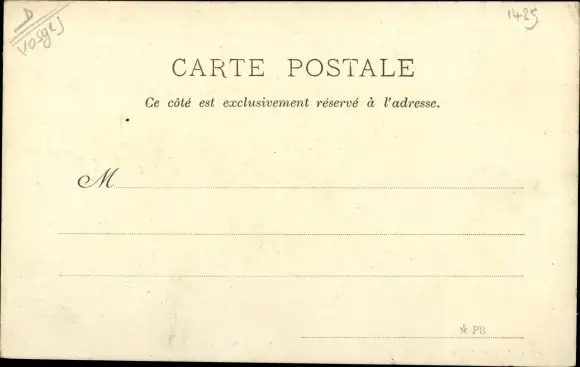 D
Vosges
1425
CARTE POSTALE
Ce côté est exclusivement réservé à l'adresse.
M